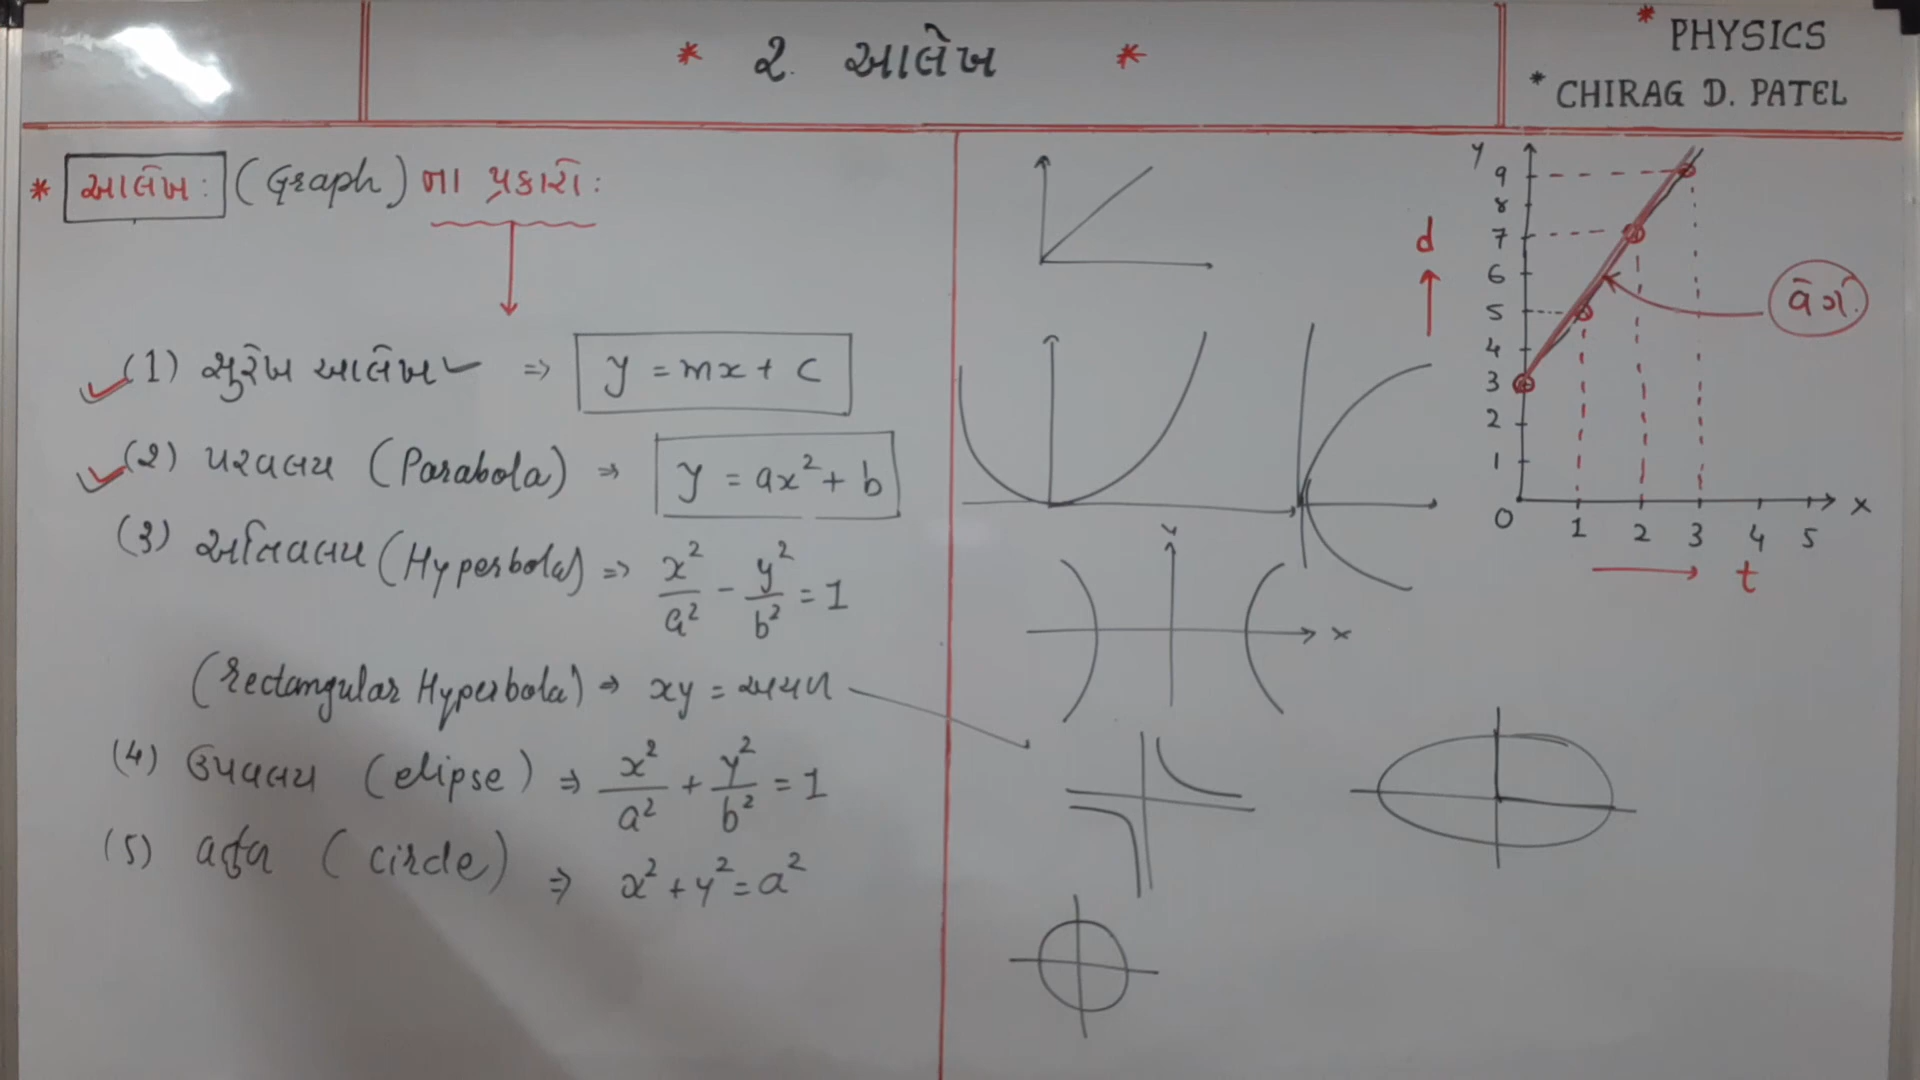 * ૨. આલેખ *
* PHYSICS
* CHIRAG D. PATEL
* આલેખ: (Graph) ના પ્રકારો:
(1) સુરેખ આલેખ ⇒ y = mx + c
(2) પરવલય (Parabola) ⇒ y = ax² + b
(3) અતિવલય (Hyperbola) ⇒ x²/a² - y²/b² = 1
(rectangular Hyperbola) ⇒ xy = અચળ
(4) ઉપવલય (elipse) ⇒ x²/a² + y²/b² = 1
(5) વર્તુળ (circle) ⇒ x² + y² = a²
y
x
y
9
8
7
6
5
4
3
2
1
0
1 2 3 4 5 x
d
t
વેગ